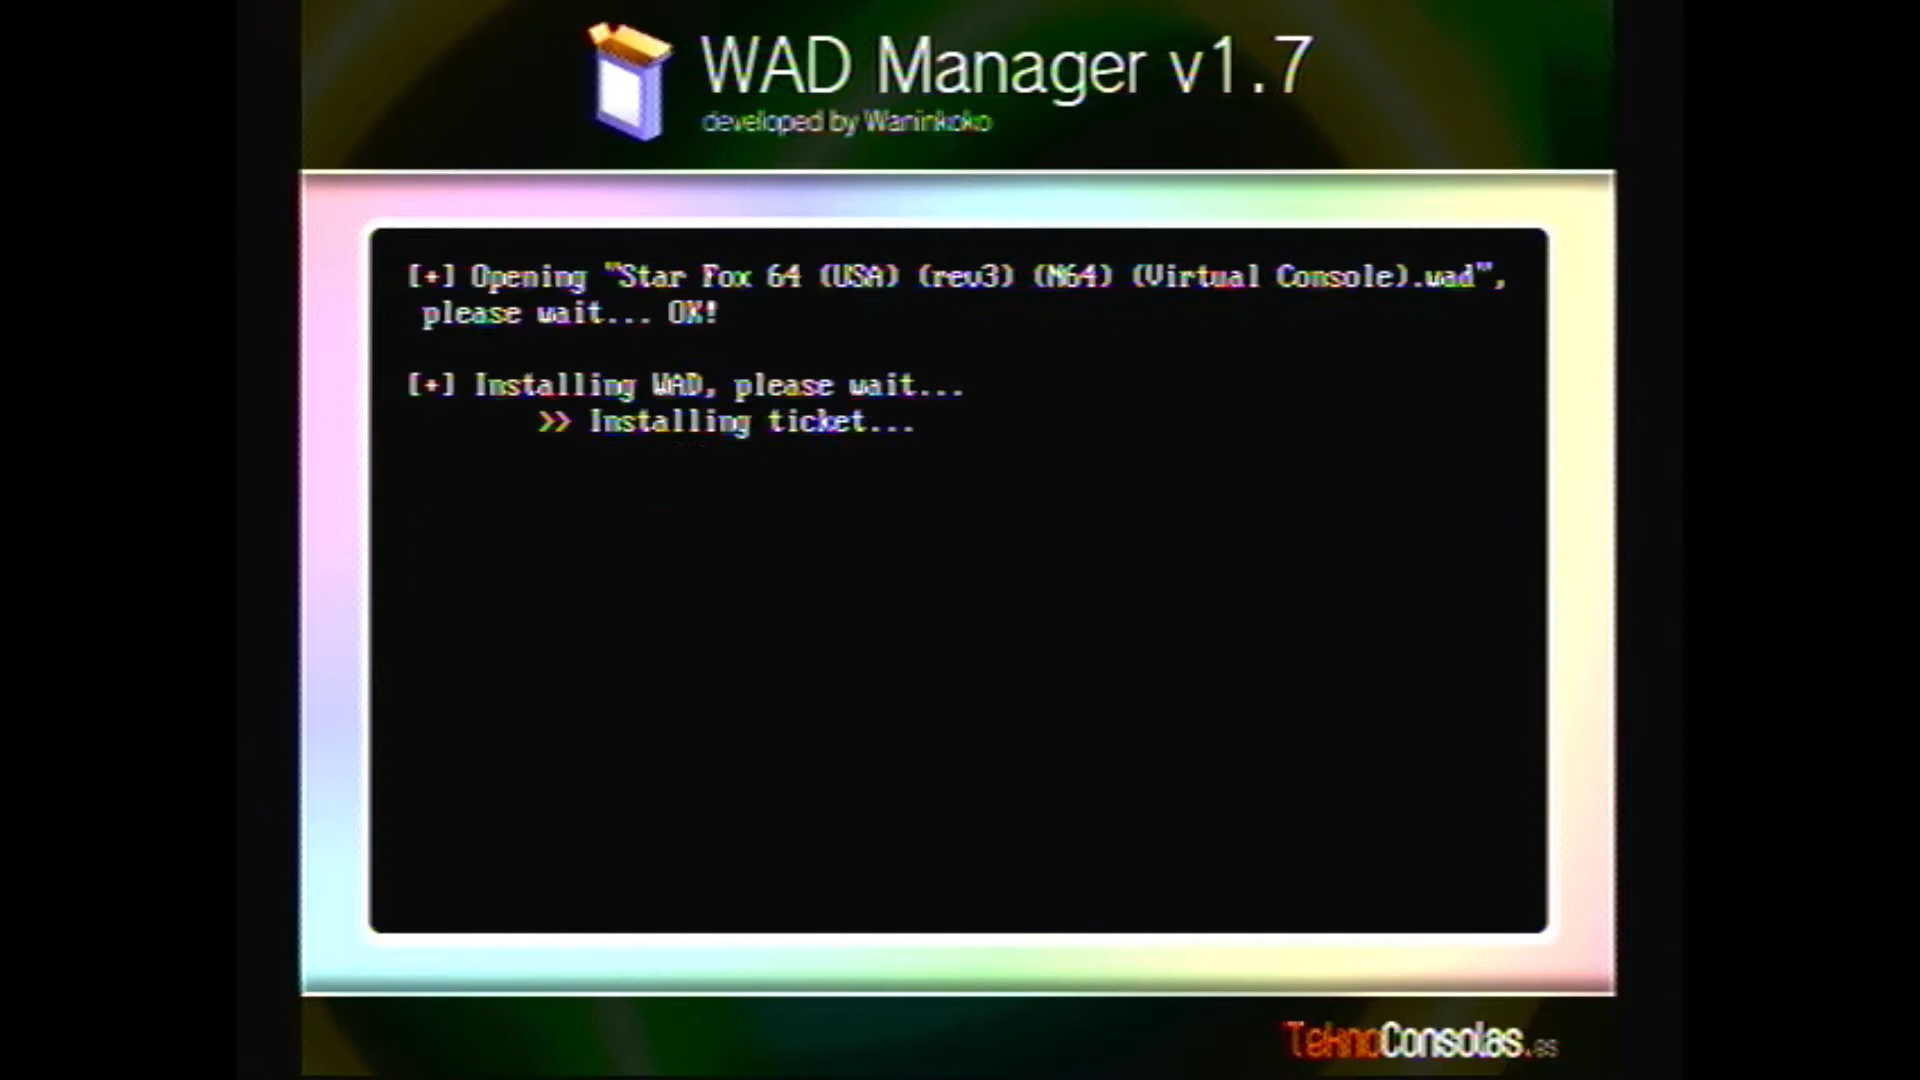 WAD Manager v1.7
developed by Waninkoko
[+] Opening "Star Fox 64 (USA) (rev3) (N64) (Virtual Console).wad",
please wait... OK!
[+] Installing WAD, please wait...
>> Installing ticket...
TeknoConsolas.es